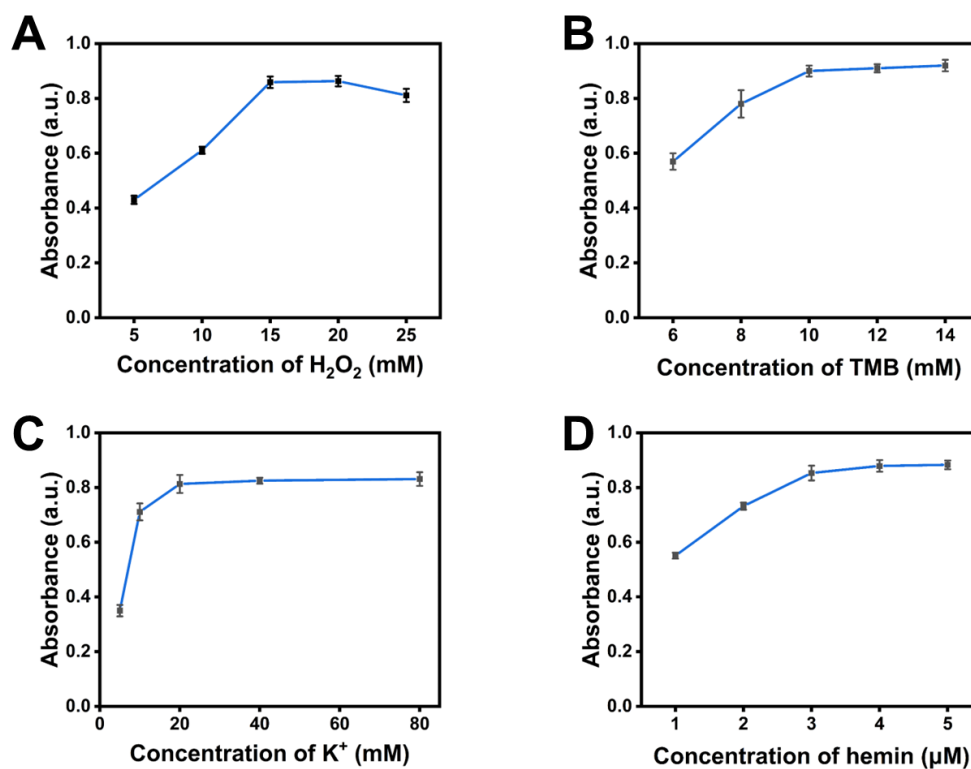 A
Absorbance (a.u.)
1.0
0.8
0.6
0.4
0.2
0.0
5 10 15 20 25
Concentration of H₂O₂ (mM)
B
Absorbance (a.u.)
1.0
0.8
0.6
0.4
0.2
0.0
6 8 10 12 14
Concentration of TMB (mM)
C
Absorbance (a.u.)
1.0
0.8
0.6
0.4
0.2
0.0
0 20 40 60 80
Concentration of K⁺ (mM)
D
Absorbance (a.u.)
1.0
0.8
0.6
0.4
0.2
0.0
1 2 3 4 5
Concentration of hemin (μM)